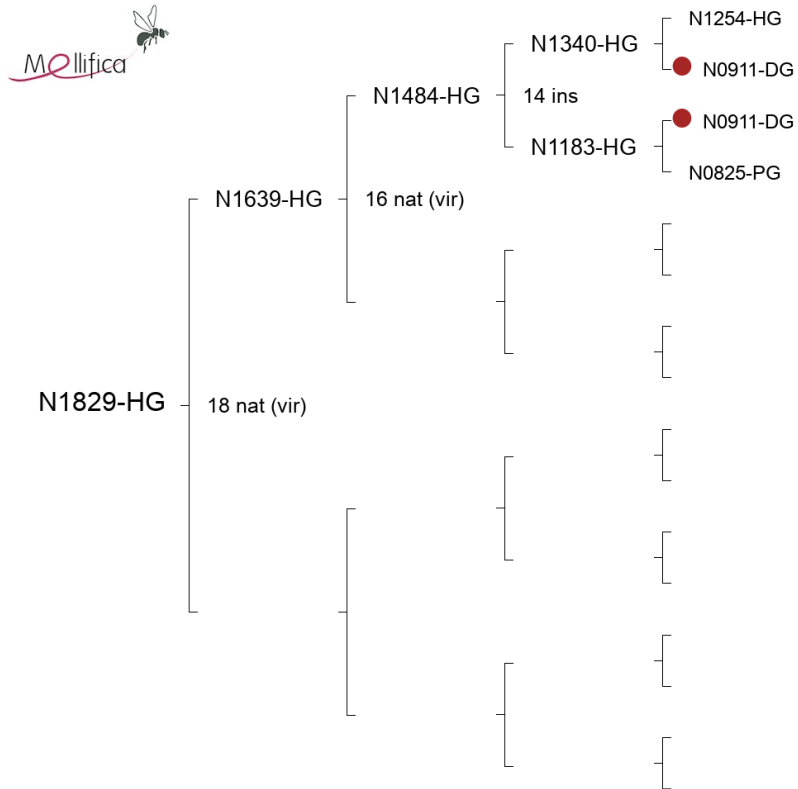 Mellifica
N1254-HG
N1340-HG
N0911-DG
N1484-HG
14 ins
N0911-DG
N1183-HG
N0825-PG
N1639-HG
16 nat (vir)
N1829-HG
18 nat (vir)